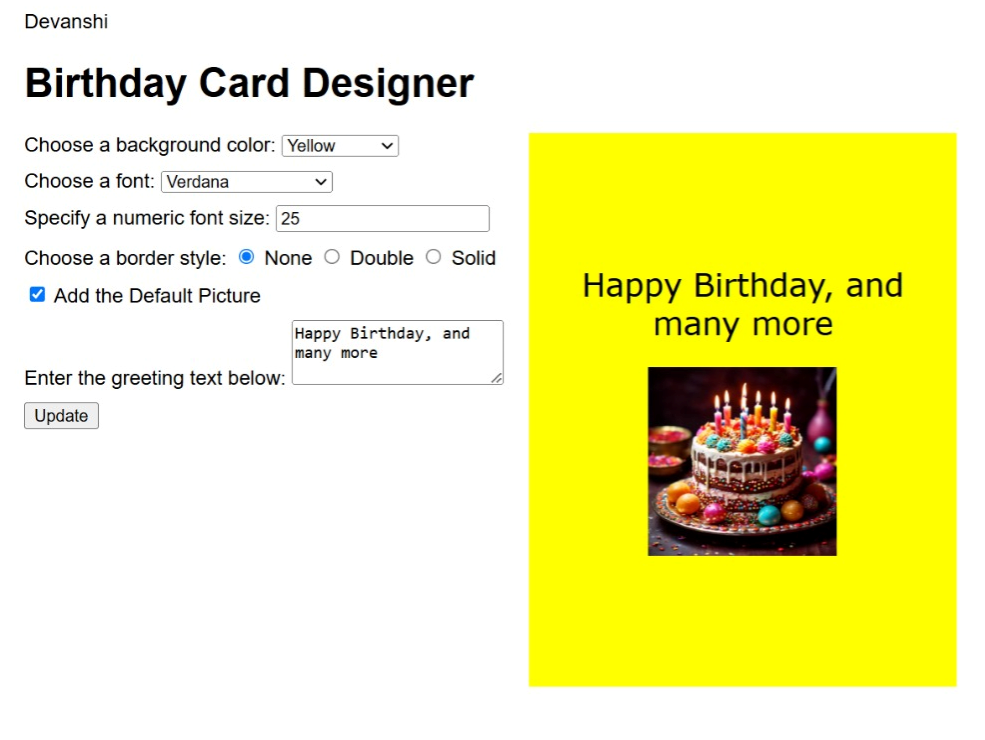 Devanshi
Birthday Card Designer
Choose a background color: Yellow
Choose a font: Verdana
Specify a numeric font size: 25
Choose a border style: None Double Solid
Add the Default Picture
Happy Birthday, and
many more
Enter the greeting text below:
Update
Happy Birthday, and
many more